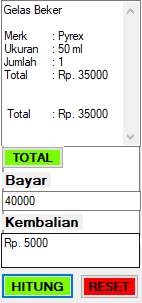 Gelas Beker
Merk : Pyrex
Ukuran : 50 ml
Jumlah : 1
Total : Rp. 35000
Total : Rp. 35000
TOTAL
Bayar
40000
Kembalian
Rp. 5000
HITUNG RESET